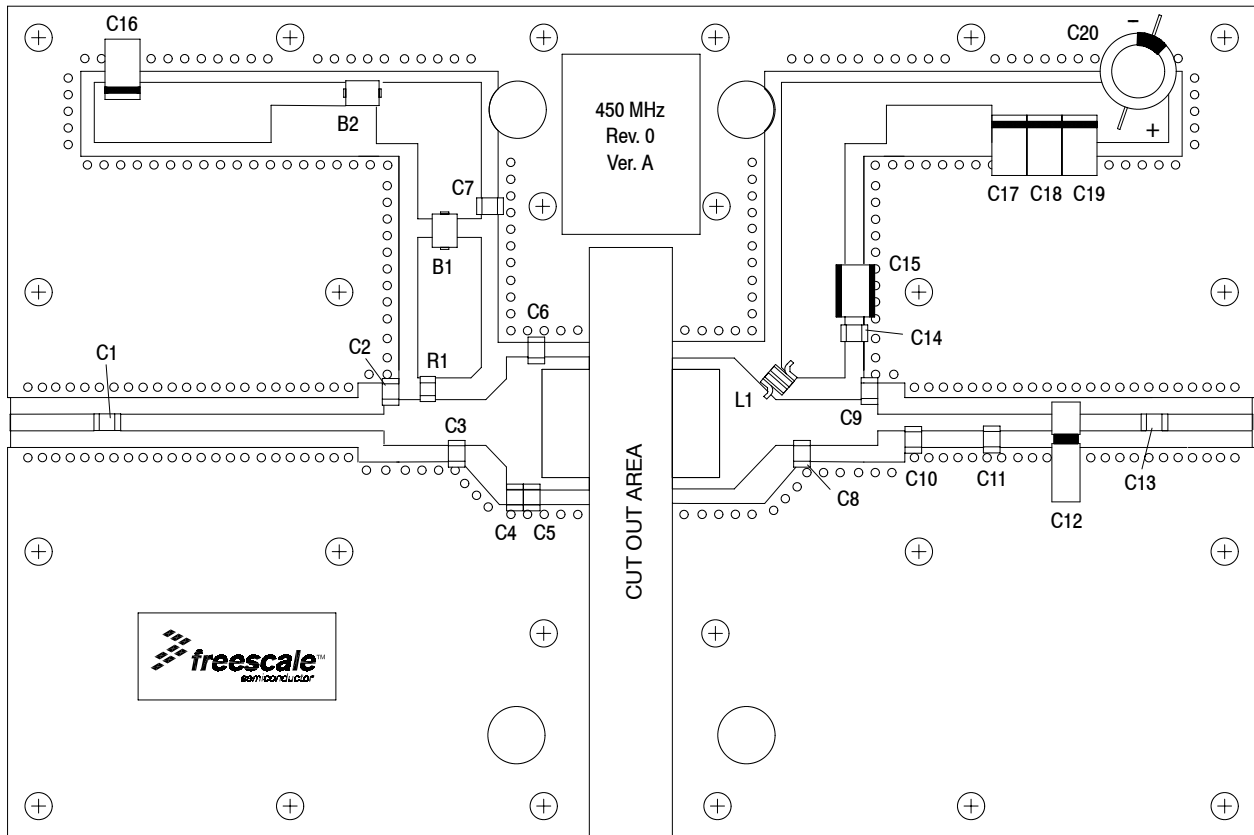 C16
C20
-
+
B2
450 MHz
Rev. 0
Ver. A
C7
B1
C17 C18 C19
C15
C6
C14
C1
C2
R1
L1
C9
C3
C4 C5
C8
C10
C11
C12
C13
CUT OUT AREA
freescale™
semiconductor